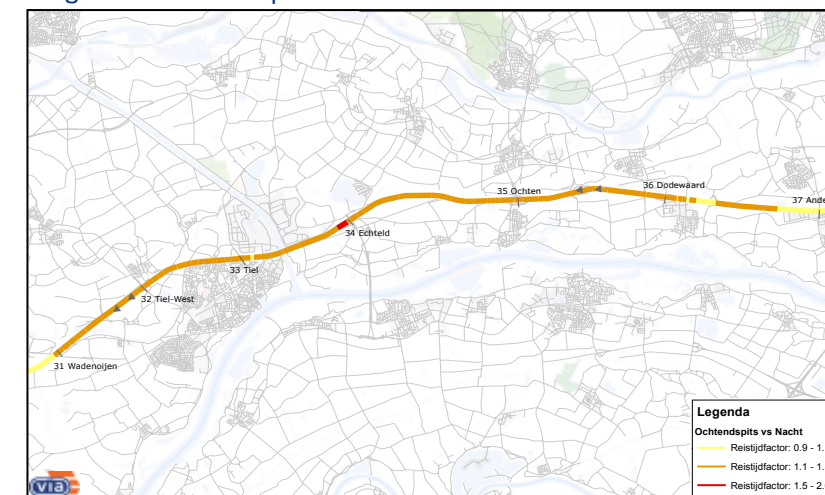 36 Dodewaard
35 Ochten
37 Ande
34 Echteld
33 Tiel
32 Tiel-West
31 Wadenoijen
Legenda
Ochtendspits vs Nacht
Reistijdfactor: 0.9 - 1.
Reistijdfactor: 1.1 - 1.
Reistijdfactor: 1.5 - 2.
via